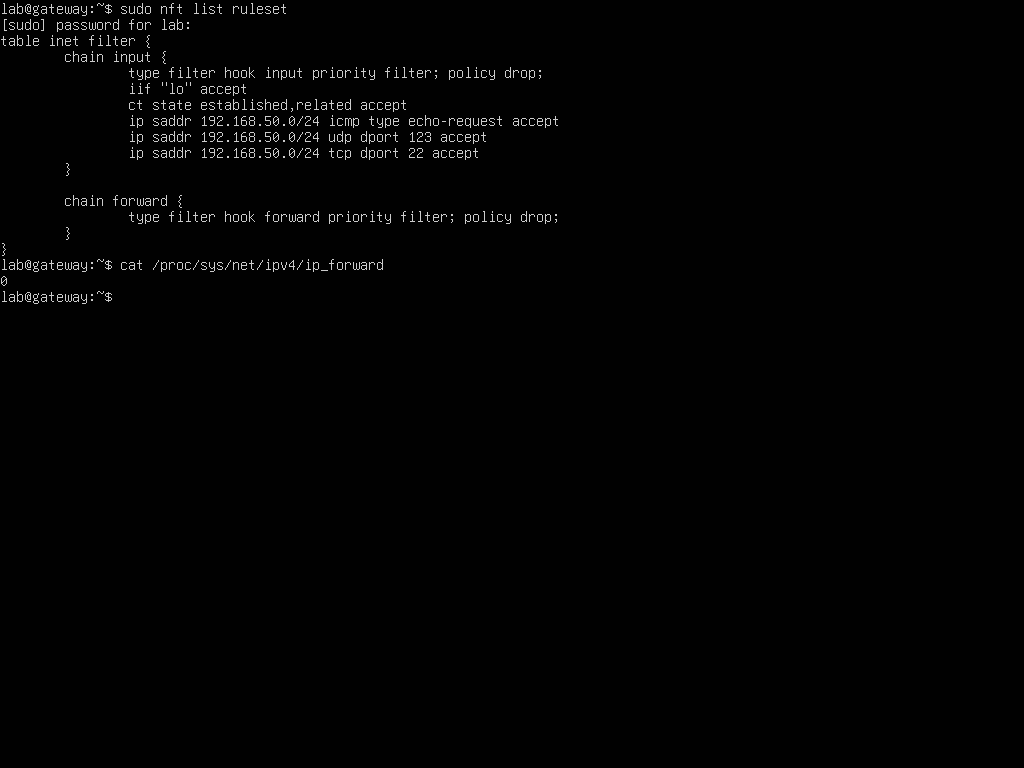 lab@gateway:~$ sudo nft list ruleset
[sudo] password for lab:
table inet filter {
        chain input {
                type filter hook input priority filter; policy drop;
                iif "lo" accept
                ct state established,related accept
                ip saddr 192.168.50.0/24 icmp type echo-request accept
                ip saddr 192.168.50.0/24 udp dport 123 accept
                ip saddr 192.168.50.0/24 tcp dport 22 accept
        }

        chain forward {
                type filter hook forward priority filter; policy drop;
        }
}
lab@gateway:~$ cat /proc/sys/net/ipv4/ip_forward
0
lab@gateway:~$